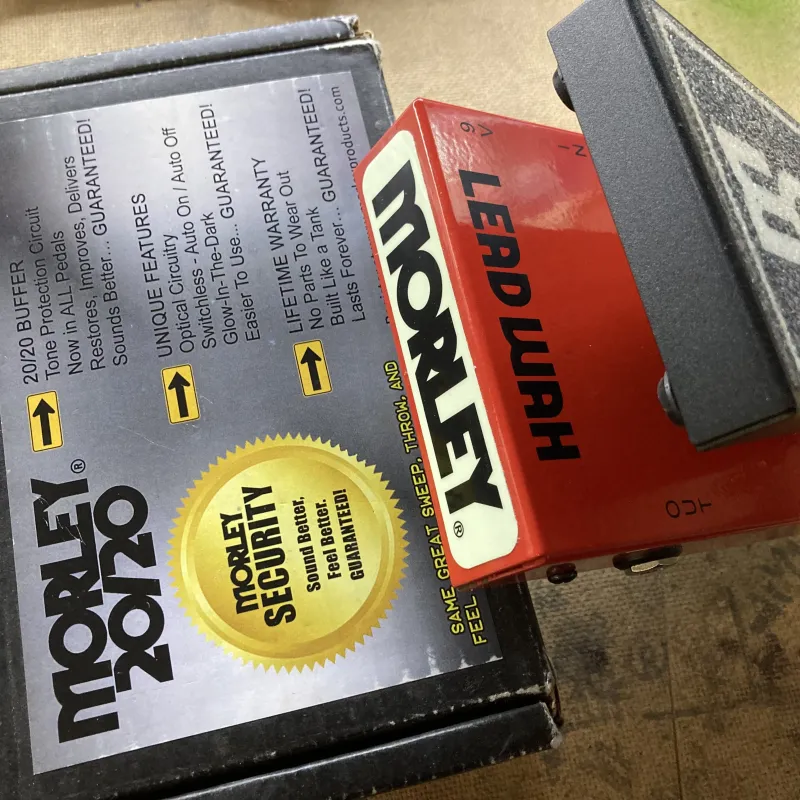 MORLEY®
20/20
20/20 BUFFER
Tone Protection Circuit
Now in ALL Pedals
Restores, Improves, Delivers
Sounds Better... GUARANTEED!
UNIQUE FEATURES
Optical Circuitry
Switchless - Auto On / Auto Off
Glow-In-The-Dark
Easier To Use... GUARANTEED!
LIFETIME WARRANTY
No Parts To Wear Out
Built Like a Tank
Lasts Forever... GUARANTEED!
products.com
MORLEY
SECURITY
Sound Better,
Feel Better.
GUARANTEED!
SAME GREAT SWEEP, THROW, AND
FEEL
MORLEY®
LEAD WAH
9V
IN
OUT